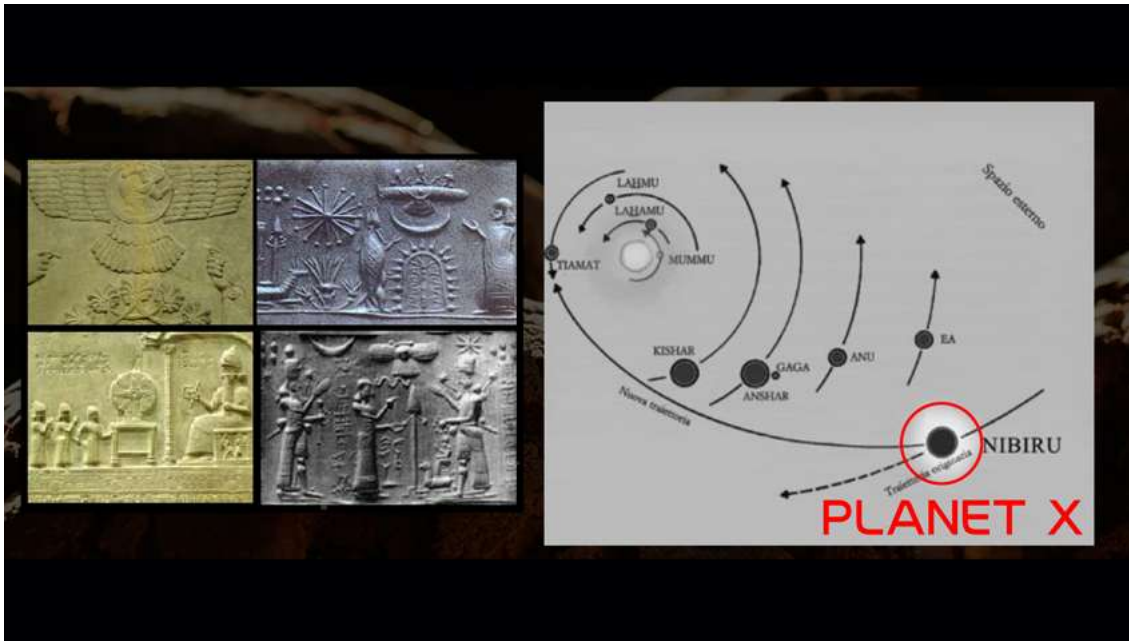 LAHMU
LAHAMU
MUMMU
TIAMAT
Spazio esterno
KISHAR
GAGA
ANSHAR
ANU
EA
Nuova traiettoria
NIBIRU
Traiettoria originaria
PLANET X